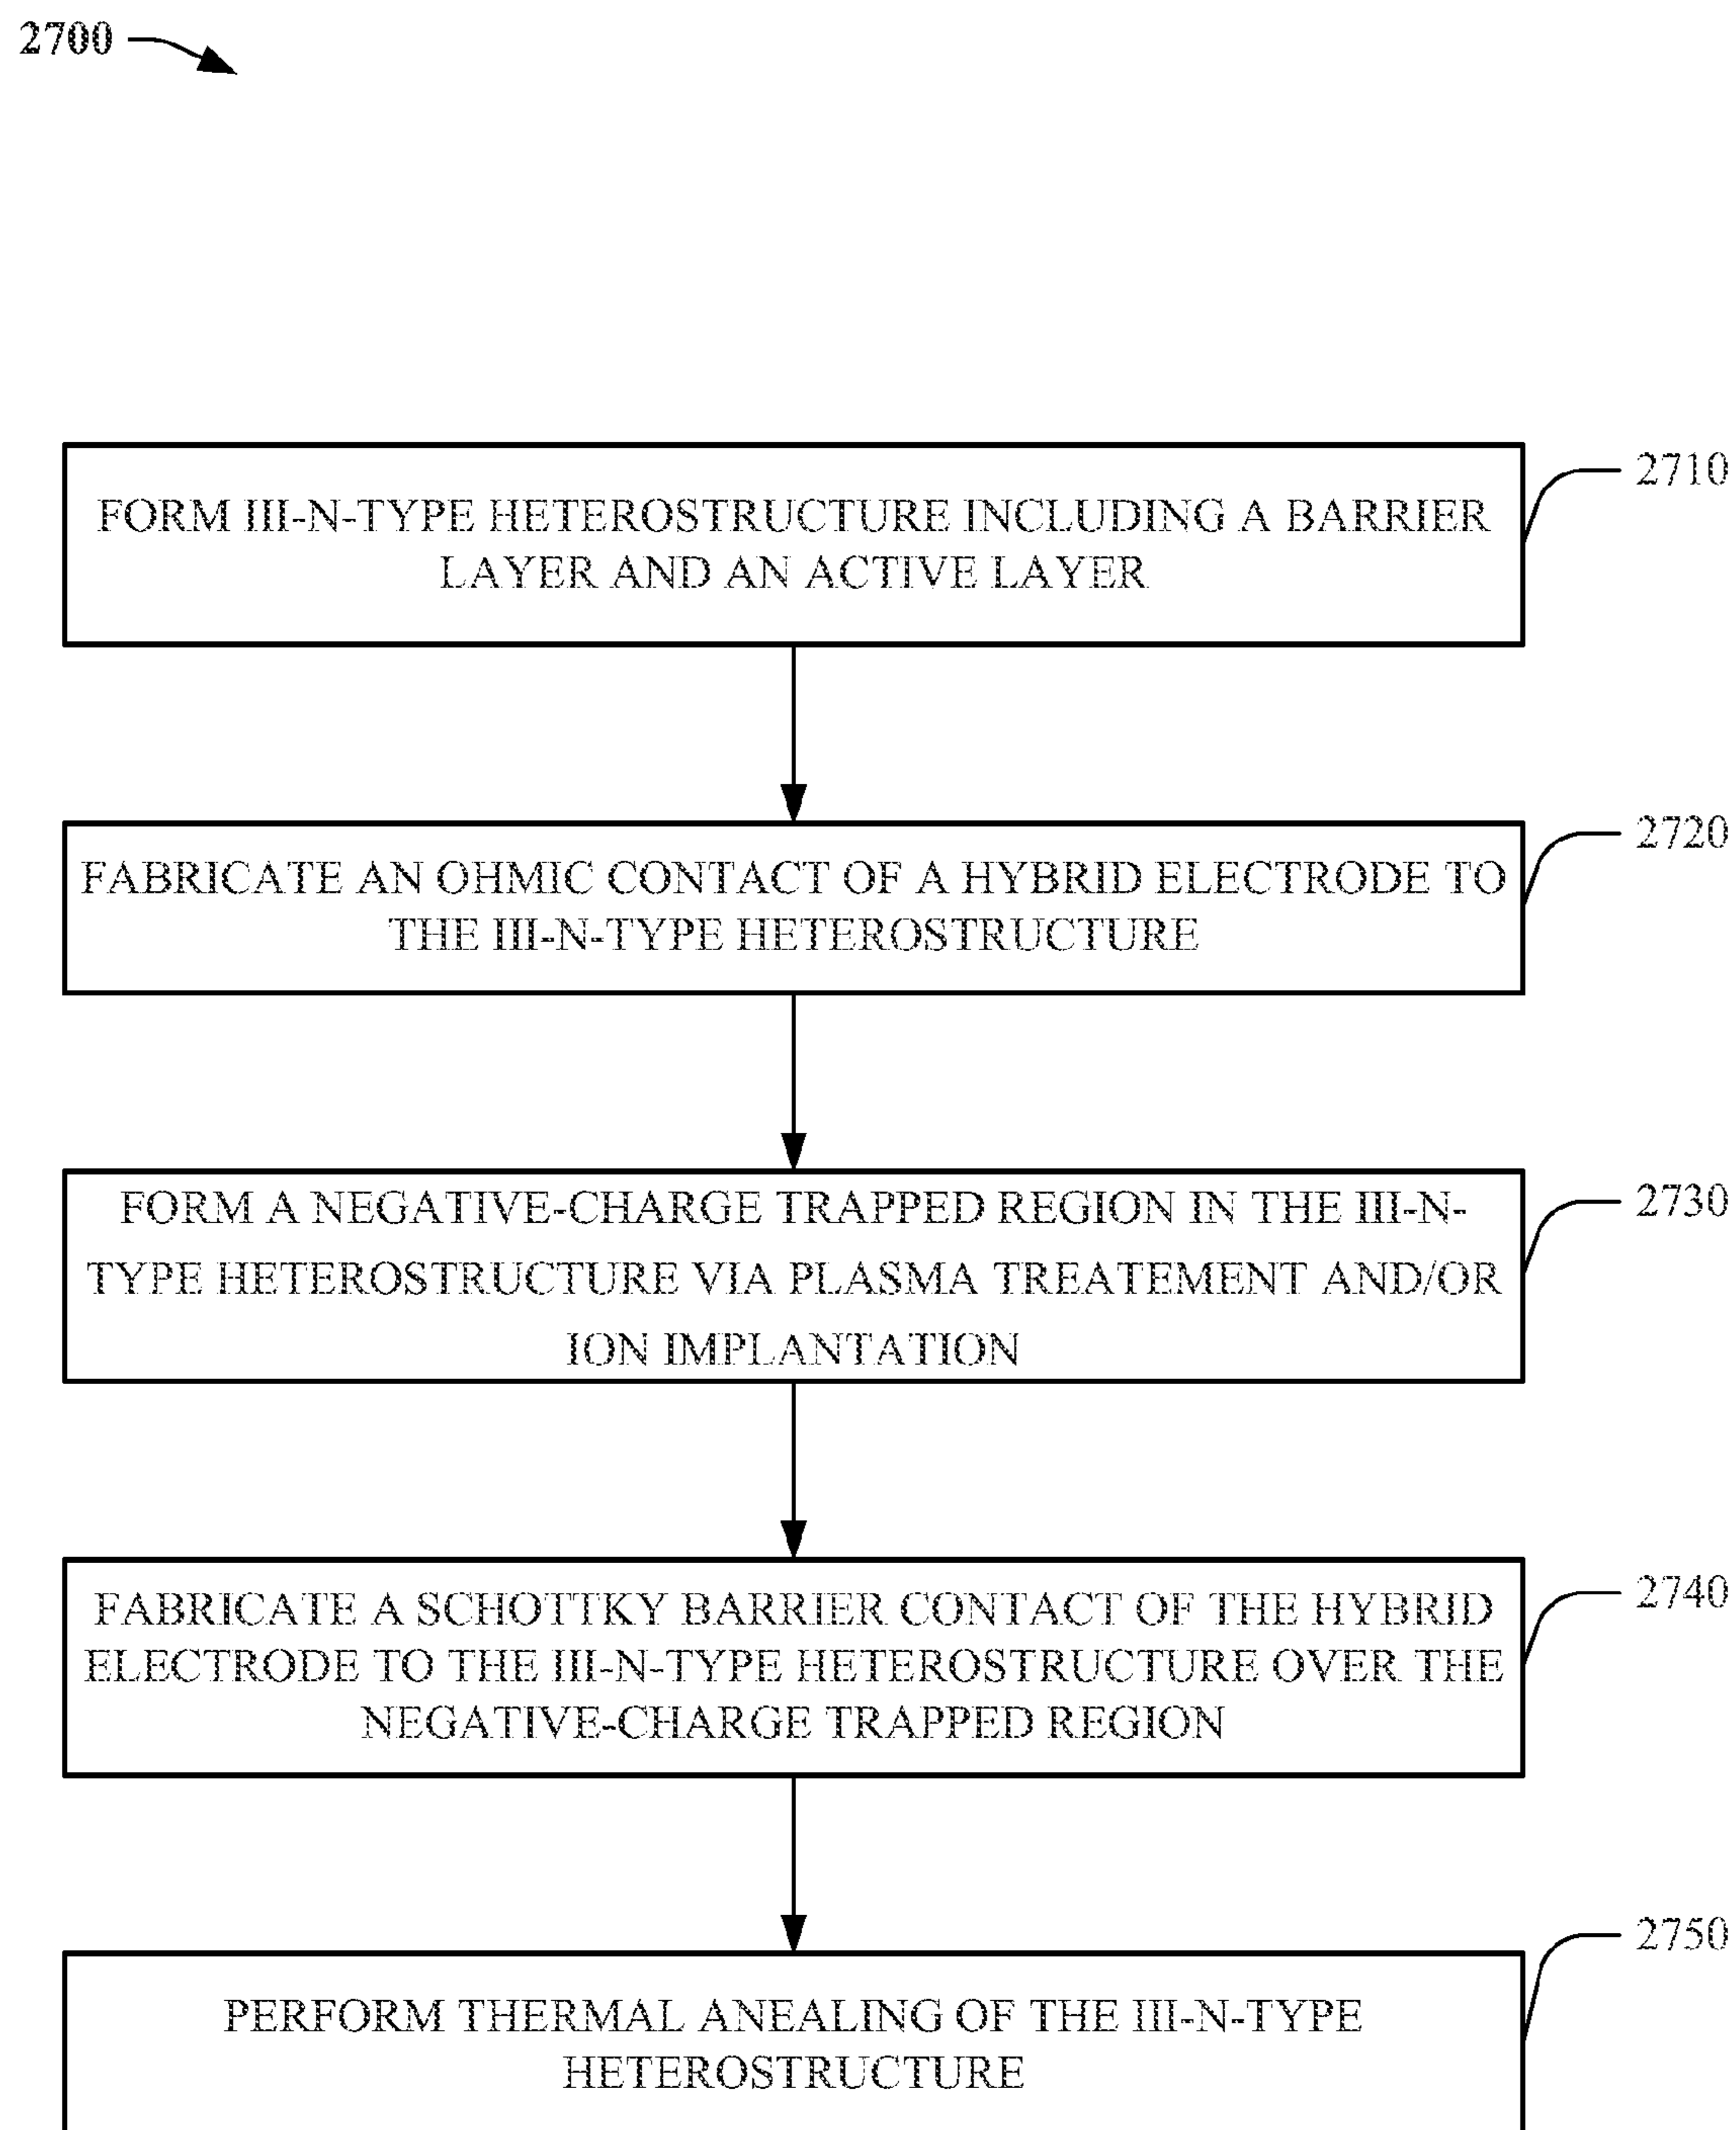 2700
2710
FORM III-N-TYPE HETEROSTRUCTURE INCLUDING A BARRIER
LAYER AND AN ACTIVE LAYER
2720
FABRICATE AN OHMIC CONTACT OF A HYBRID ELECTRODE TO
THE III-N-TYPE HETEROSTRUCTURE
2730
FORM A NEGATIVE-CHARGE TRAPPED REGION IN THE III-N-
TYPE HETEROSTRUCTURE VIA PLASMA TREATEMENT AND/OR
ION IMPLANTATION
2740
FABRICATE A SCHOTTKY BARRIER CONTACT OF THE HYBRID
ELECTRODE TO THE III-N-TYPE HETEROSTRUCTURE OVER THE
NEGATIVE-CHARGE TRAPPED REGION
2750
PERFORM THERMAL ANEALING OF THE III-N-TYPE
HETEROSTRUCTURE